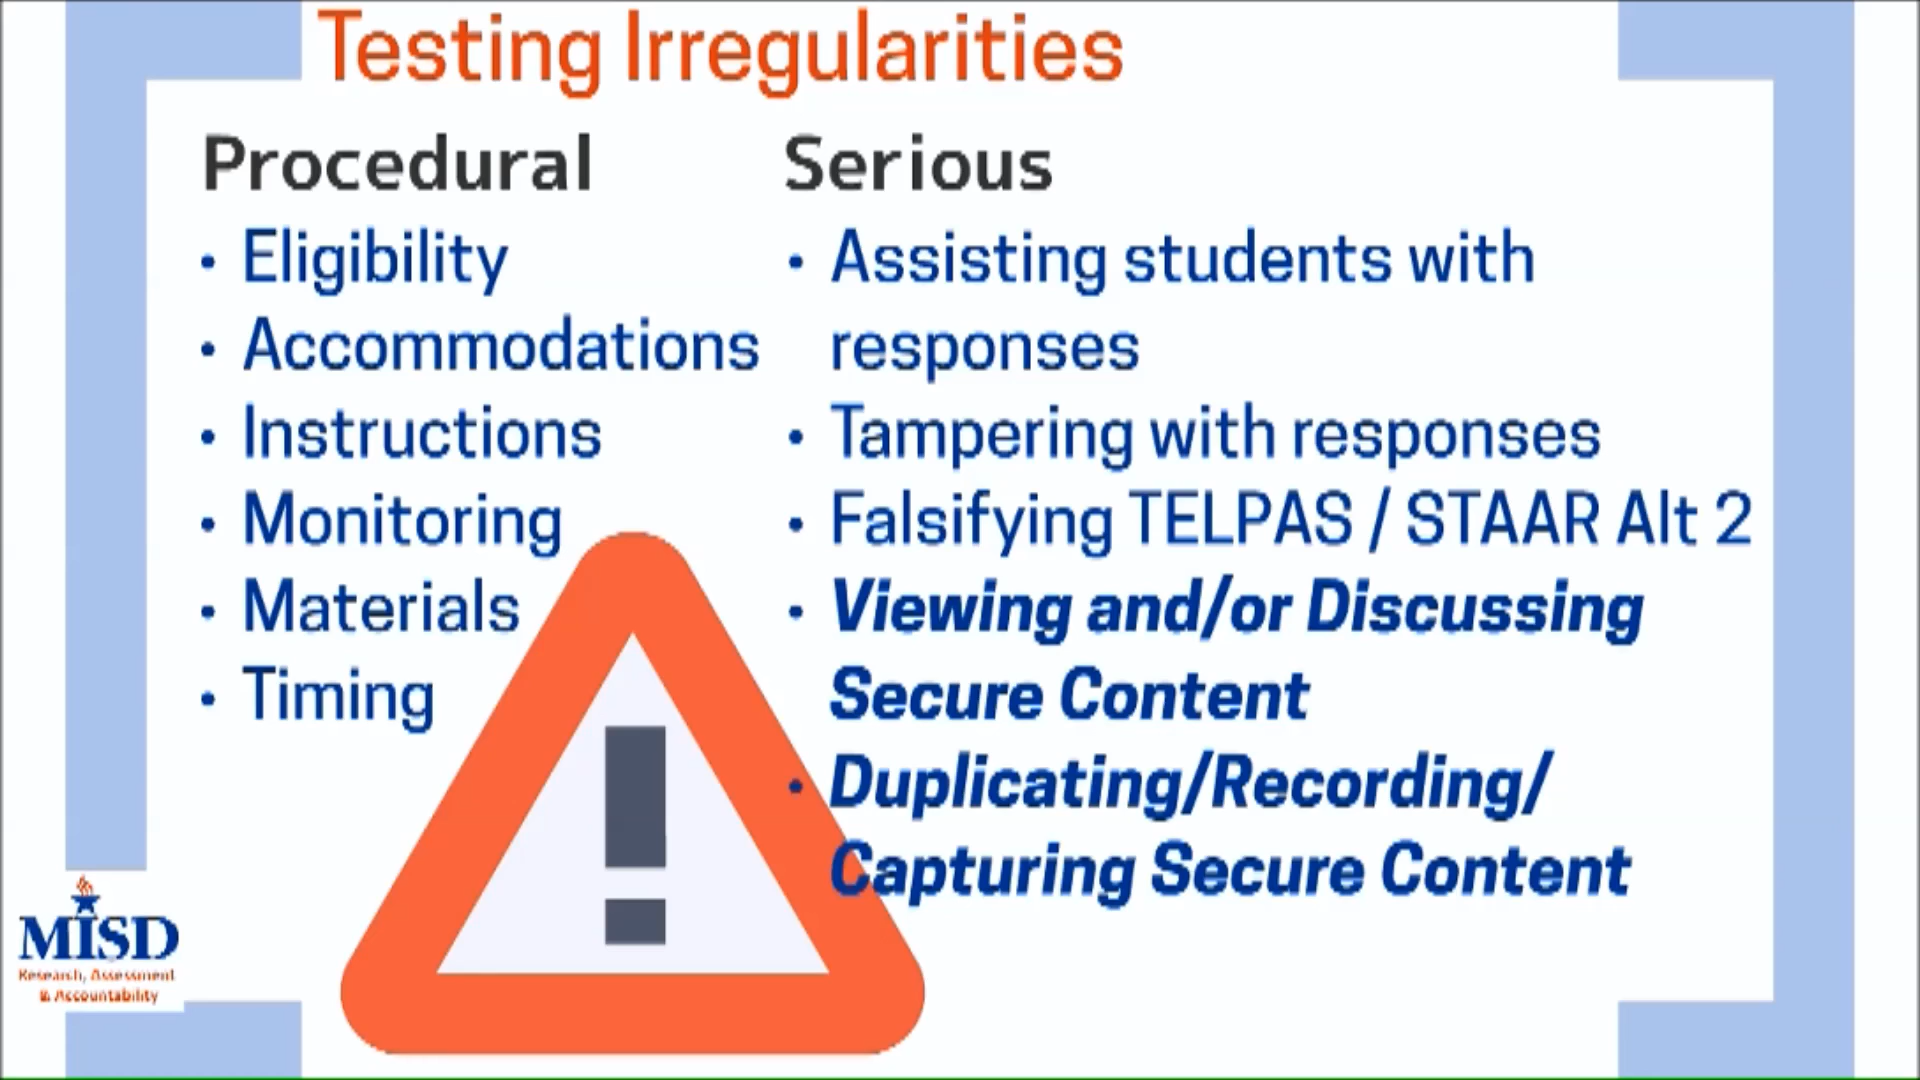 Testing Irregularities
Procedural
• Eligibility
• Accommodations
• Instructions
• Monitoring
• Materials
• Timing
Serious
• Assisting students with
responses
• Tampering with responses
• Falsifying TELPAS / STAAR Alt 2
• Viewing and/or Discussing
Secure Content
• Duplicating/Recording/
Capturing Secure Content
MISD
Research, Assessment
& Accountability